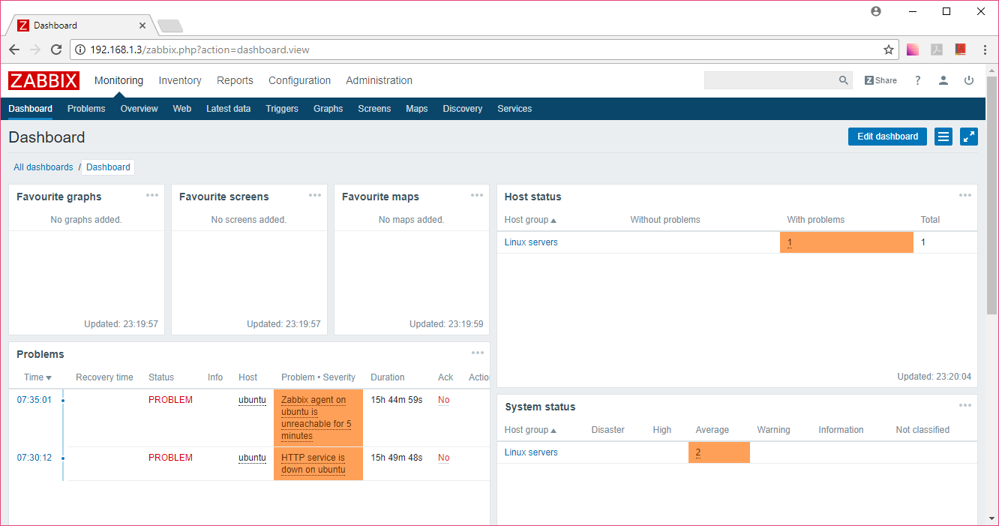 Z Dashboard
192.168.1.3/zabbix.php?action=dashboard.view
ZABBIX Monitoring Inventory Reports Configuration Administration Z Share ?
Dashboard Problems Overview Web Latest data Triggers Graphs Screens Maps Discovery Services
Dashboard Edit dashboard
All dashboards / Dashboard
Favourite graphs
No graphs added.
Updated: 23:19:57
Favourite screens
No screens added.
Updated: 23:19:57
Favourite maps
No maps added.
Updated: 23:19:59
Host status
Host group Without problems With problems Total
Linux servers 1 1
Updated: 23:20:04
Problems
Time Recovery time Status Info Host Problem • Severity Duration Ack Action
07:35:01 PROBLEM ubuntu Zabbix agent on 15h 44m 59s No
ubuntu is
unreachable for 5
minutes
07:30:12 PROBLEM ubuntu HTTP service is 15h 49m 48s No
down on ubuntu
System status
Host group Disaster High Average Warning Information Not classified
Linux servers 2